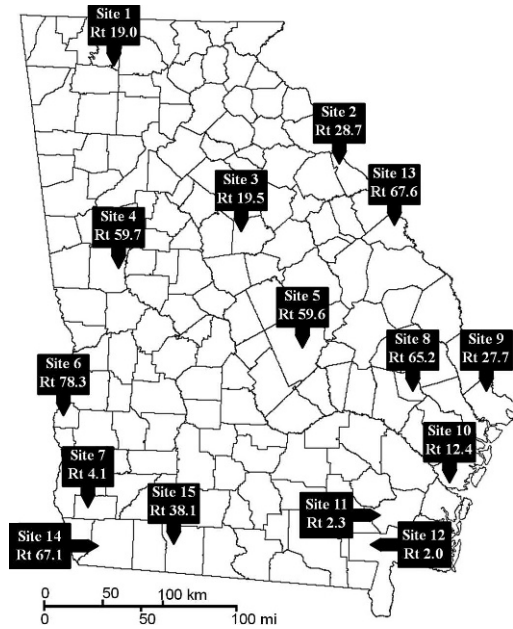 Site 1
Rt 19.0
Site 2
Rt 28.7
Site 13
Rt 67.6
Site 3
Rt 19.5
Site 4
Rt 59.7
Site 5
Rt 59.6
Site 8
Rt 65.2
Site 9
Rt 27.7
Site 6
Rt 78.3
Site 10
Rt 12.4
Site 7
Rt 4.1
Site 15
Rt 38.1
Site 11
Rt 2.3
Site 14
Rt 67.1
Site 12
Rt 2.0
0 50 100 km
0 50 100 mi